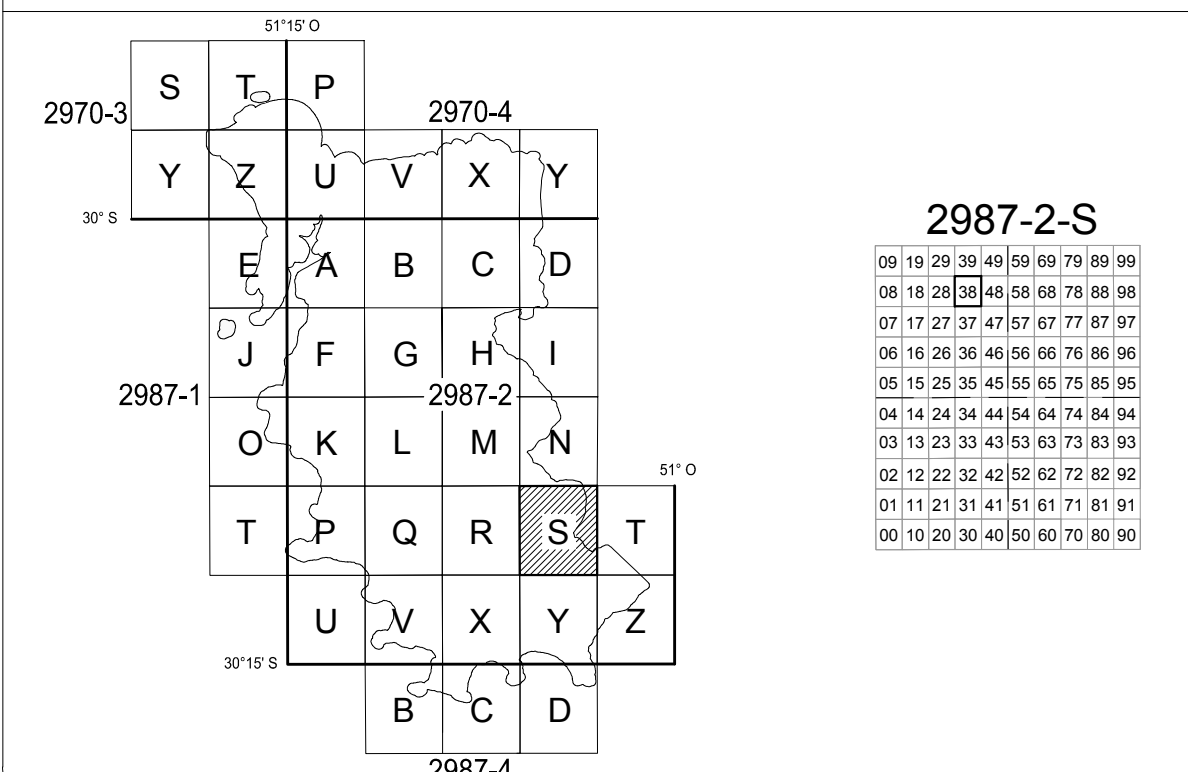 51°15' O
S T P
2970-3 2970-4
Y Z U V X Y
30° S
E A B C D
J F G H I
2987-1 2987-2
O K L M N
51° O
T P Q R S T
U V X Y Z
30°15' S
B C D
2987-4
2987-2-S
09 19 29 39 49 59 69 79 89 99
08 18 28 38 48 58 68 78 88 98
07 17 27 37 47 57 67 77 87 97
06 16 26 36 46 56 66 76 86 96
05 15 25 35 45 55 65 75 85 95
04 14 24 34 44 54 64 74 84 94
03 13 23 33 43 53 63 73 83 93
02 12 22 32 42 52 62 72 82 92
01 11 21 31 41 51 61 71 81 91
00 10 20 30 40 50 60 70 80 90